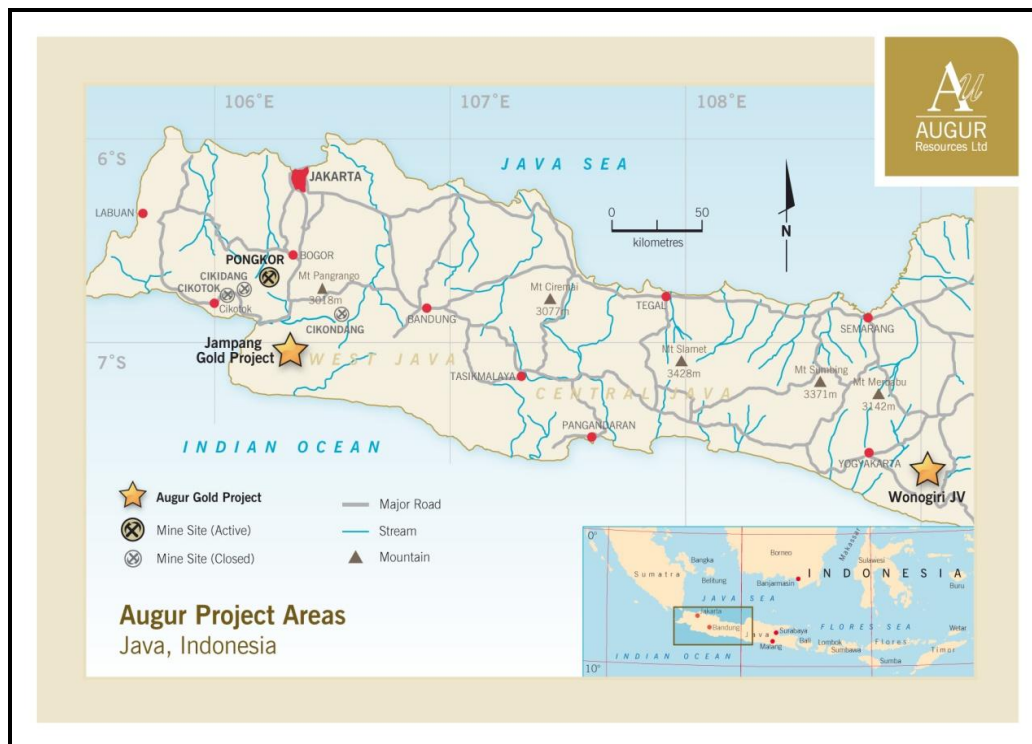 Au
AUGUR
Resources Ltd
106°E
107°E
108°E
6°S
7°S
JAVA SEA
0
50
kilometres
N
JAKARTA
LABUAN
BOGOR
PONGKOR
CIKIDANG
CIKOTOK
Cikotok
Mt Pangrango
3018m
CIKONDANG
BANDUNG
Mt Ciremai
3077m
TEGAL
SEMARANG
Jampang
Gold Project
WEST JAVA
Mt Slamet
3428m
Mt Sumbing
3371m
Mt Merbabu
3142m
TASIKMALAYA
CENTRAL JAVA
PANGANDARAN
YOGYAKARTA
Wonogiri JV
INDIAN OCEAN
Augur Gold Project
Mine Site (Active)
Mine Site (Closed)
Major Road
Stream
Mountain
Augur Project Areas
Java, Indonesia
0°
10°
Sumatra
Bangka
Belitung
Borneo
Banjarmasin
Makassar
Sulawesi
Buru
INDONESIA
JAVA SEA
Jakarta
Bandung
Java
Surabaya
Malang
Bali
Lombok
Sumbawa
FLORES SEA
Flores
Sumba
Timor
Wetar
INDIAN OCEAN